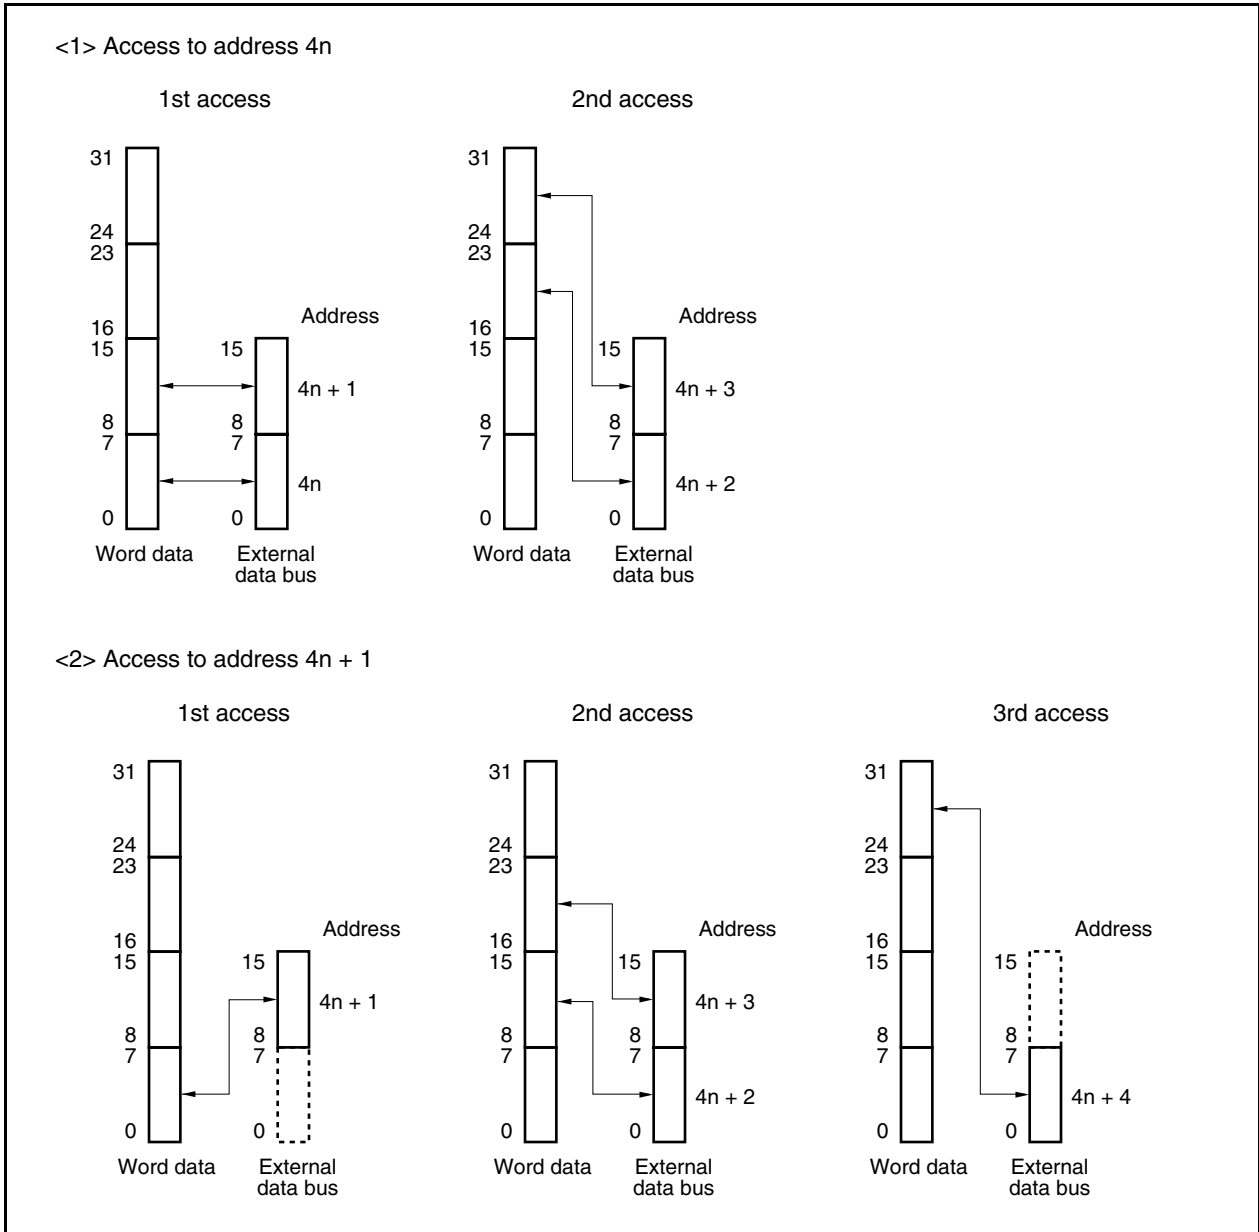 <1> Access to address 4n
1st access
2nd access
31
24
23
16
15
8
7
0
Address
15
4n + 1
8
7
4n
0
Word data
External
data bus
31
24
23
16
15
8
7
0
Address
15
4n + 3
8
7
4n + 2
0
Word data
External
data bus
<2> Access to address 4n + 1
1st access
2nd access
3rd access
31
24
23
16
15
8
7
0
Address
15
4n + 1
8
7
0
Word data
External
data bus
31
24
23
16
15
8
7
0
Address
15
4n + 3
8
7
4n + 2
0
Word data
External
data bus
31
24
23
16
15
8
7
0
Address
15
8
7
4n + 4
0
Word data
External
data bus